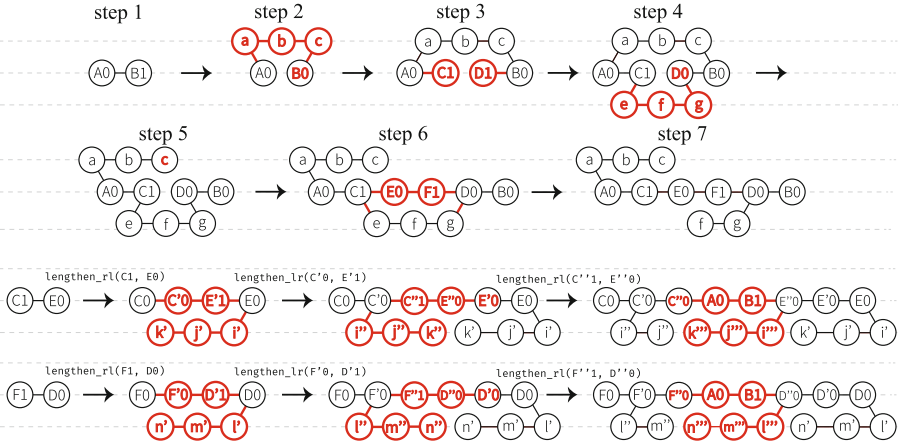 step 1 step 2 step 3 step 4
a b c a b c a b c
A0 B1 A0 B0 A0 C1 D1 B0 A0 C1 D0 B0
e f g
step 5 step 6 step 7
a b c a b c a b c
A0 C1 D0 B0 A0 C1 E0 F1 D0 B0 A0 C1 E0 F1 D0 B0
e f g e f g f g
lengthen_rl(C1, E0) lengthen_lr(C'0, E'1) lengthen_rl(C''1, E''0)
C1 E0 C0 C'0 E'1 E0 C0 C'0 C''1 E''0 E'0 E0 C0 C'0 C''0 A0 B1 E''0 E'0 E0
k' j' i' i'' j'' k'' k' j' i' i'' j'' k''' j''' i''' k' j' i'
lengthen_rl(F1, D0) lengthen_lr(F'0, D'1) lengthen_rl(F''1, D''0)
F1 D0 F0 F'0 D'1 D0 F0 F'0 F''1 D''0 D'0 D0 F0 F'0 F''0 A0 B1 D''0 D'0 D0
n' m' l' l'' m'' n'' n' m' l' l'' m'' n''' m''' l''' n' m' l'